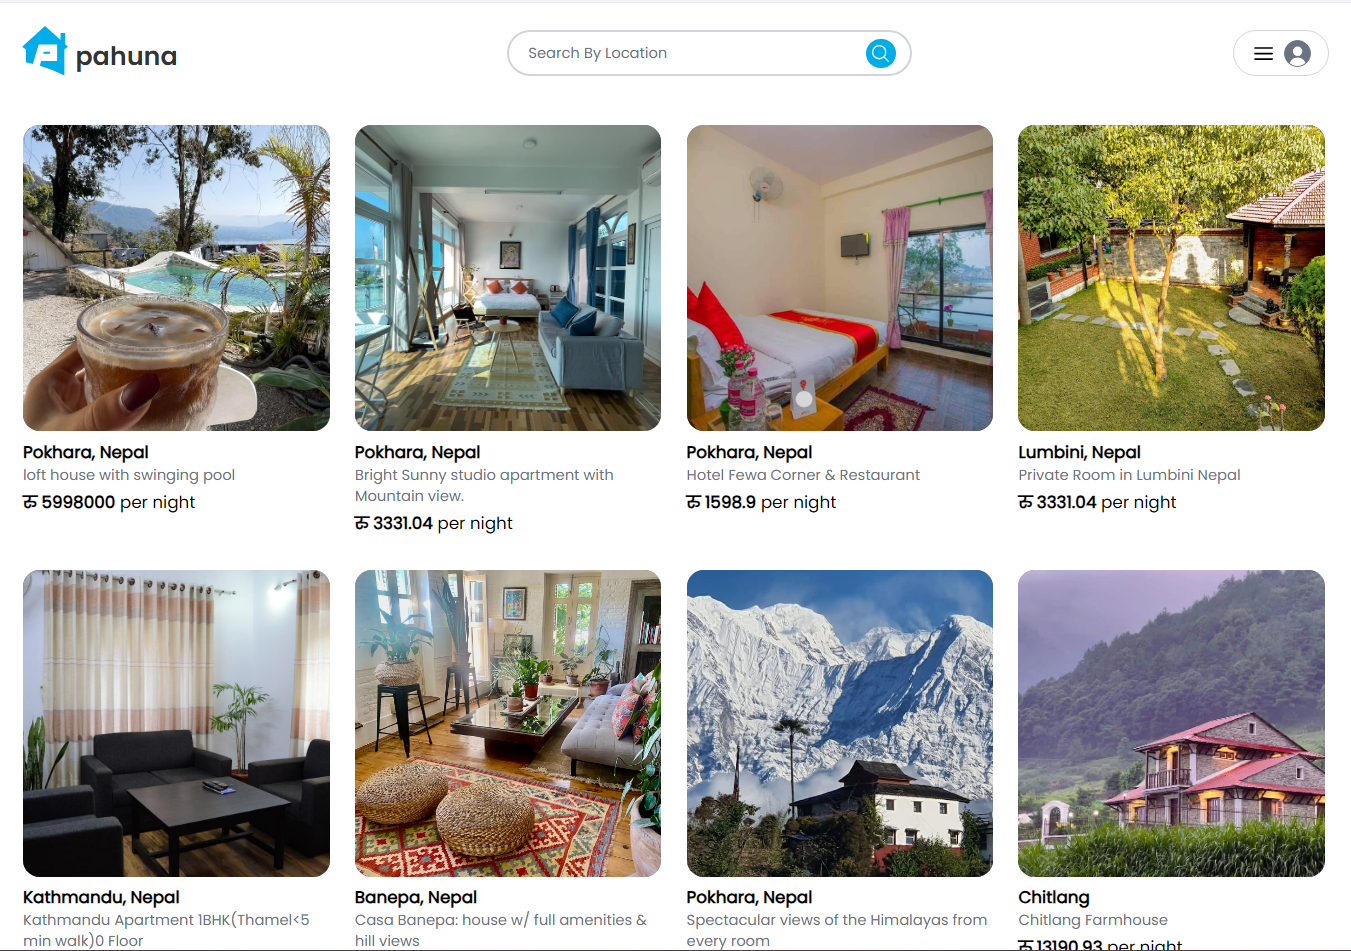 pahuna
Search By Location
Pokhara, Nepal
loft house with swinging pool
रु 5998000 per night
Pokhara, Nepal
Bright Sunny studio apartment with
Mountain view.
रु 3331.04 per night
Pokhara, Nepal
Hotel Fewa Corner & Restaurant
रु 1598.9 per night
Lumbini, Nepal
Private Room in Lumbini Nepal
रु 3331.04 per night
Kathmandu, Nepal
Kathmandu Apartment 1BHK(Thamel<5
min walk)0 Floor
Banepa, Nepal
Casa Banepa: house w/ full amenities &
hill views
Pokhara, Nepal
Spectacular views of the Himalayas from
every room
Chitlang
Chitlang Farmhouse
रु 13190.93 per night